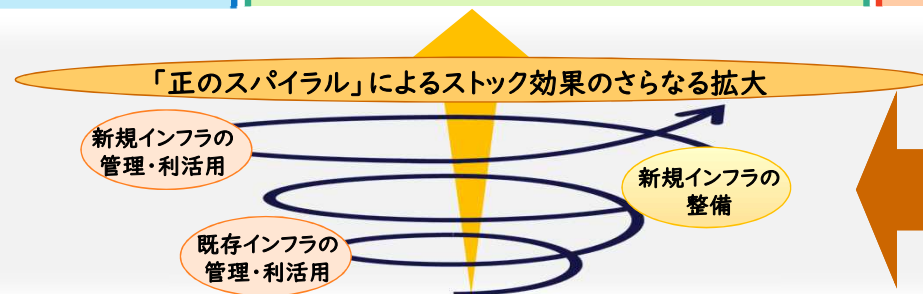 「正のスパイラル」によるストック効果のさらなる拡大
新規インフラの
管理・利活用
新規インフラの
整備
既存インフラの
管理・利活用